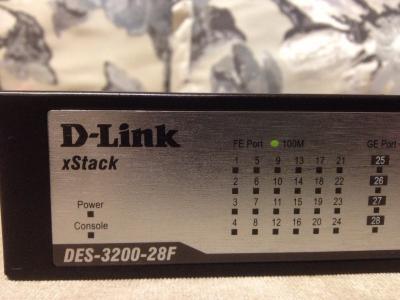 D-Link
xStack
FE Port 100M
GE Port
1 5 9 13 17 21
25
2 6 10 14 18 22
26
3 7 11 15 19 23
27
4 8 12 16 20 24
28
Power
Console
DES-3200-28F